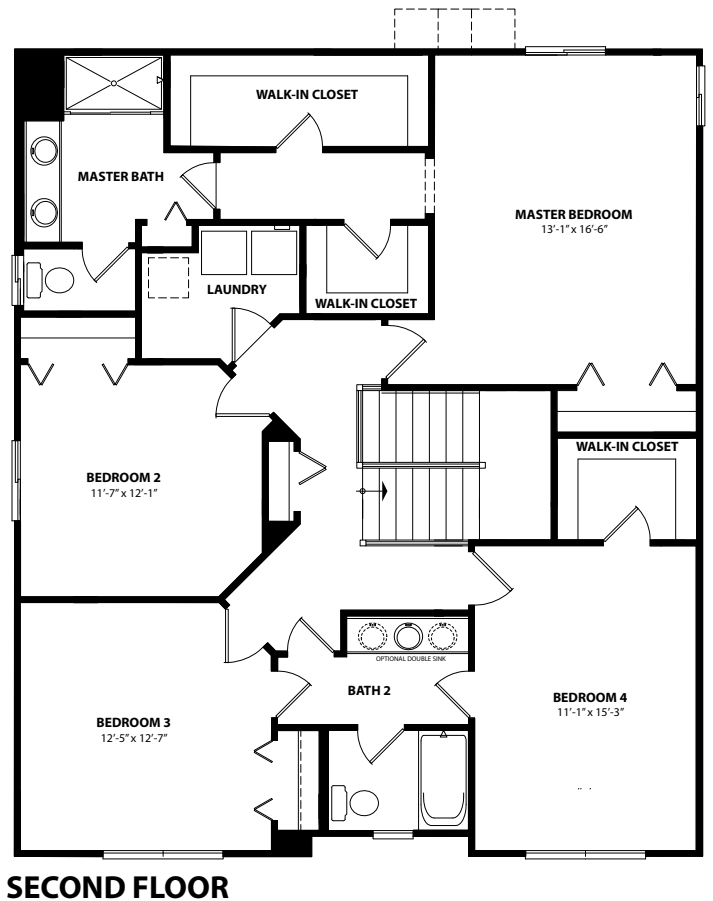 WALK-IN CLOSET
MASTER BATH
MASTER BEDROOM
13'-1" x 16'-6"
LAUNDRY
WALK-IN CLOSET
WALK-IN CLOSET
BEDROOM 2
11'-7" x 12'-1"
OPTIONAL DOUBLE SINK
BATH 2
BEDROOM 4
11'-1" x 15'-3"
BEDROOM 3
12'-5" x 12'-7"
SECOND FLOOR